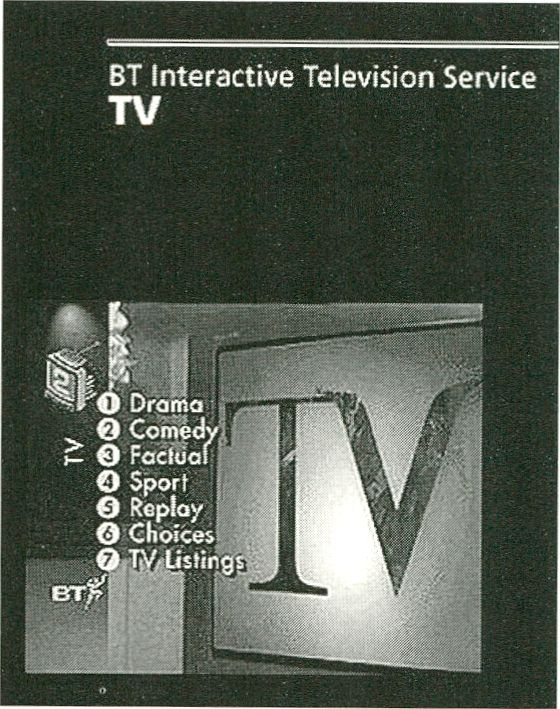 BT Interactive Television Service
TV
2
TV
1 Drama
2 Comedy
3 Factual
4 Sport
5 Replay
6 Choices
7 TV Listings
BT
TV